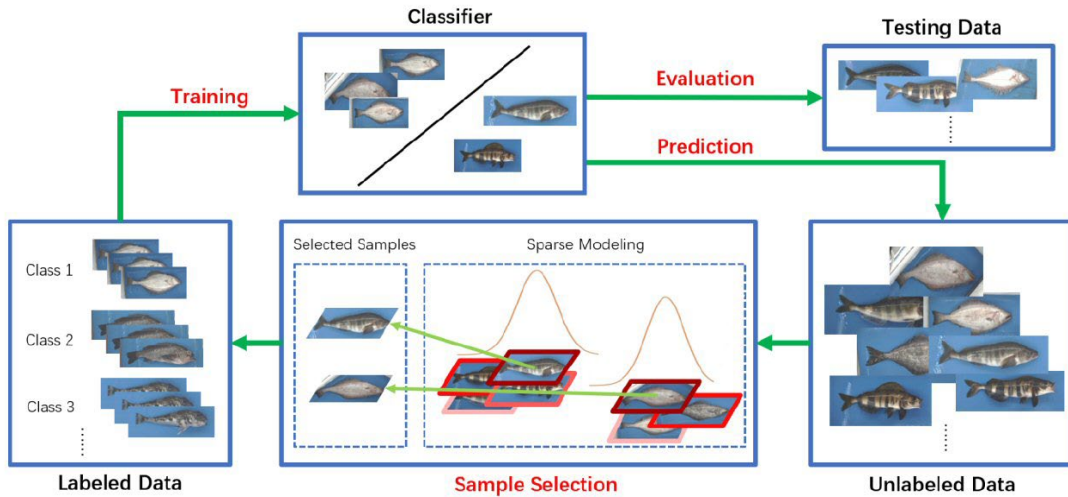 Classifier
Testing Data
Training
Evaluation
Prediction
Class 1
Class 2
Class 3
Selected Samples
Sparse Modeling
Labeled Data
Sample Selection
Unlabeled Data